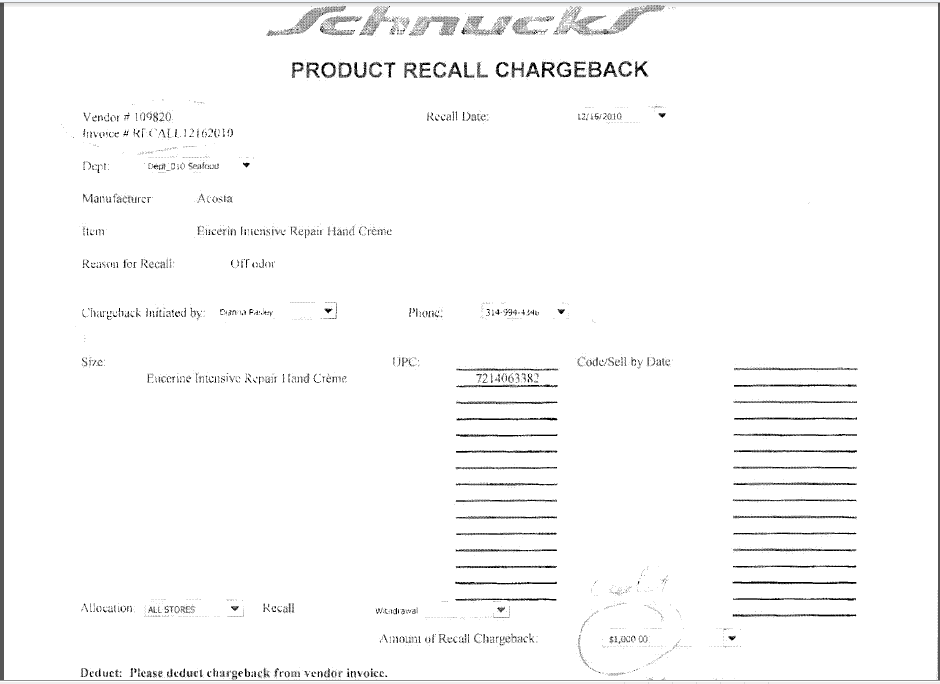 Schnucks
PRODUCT RECALL CHARGEBACK
Vendor # 109820 Recall Date: 12/16/2010
Invoice # RECALL12162010
Dept: Dept_010 Seafood
Manufacturer Acosta
Item Eucerin Intensive Repair Hand Crème
Reason for Recall: Off odor
Chargeback Initiated by: Dianna Pasley Phone: 314-994-4346
Size: UPC: Code/Sell by Date
Eucerine Intensive Repair Hand Crème 7214063382
Credit
Allocation ALL STORES Recall Withdrawal
Amount of Recall Chargeback: $1,000.00
Deduct: Please deduct chargeback from vendor invoice.